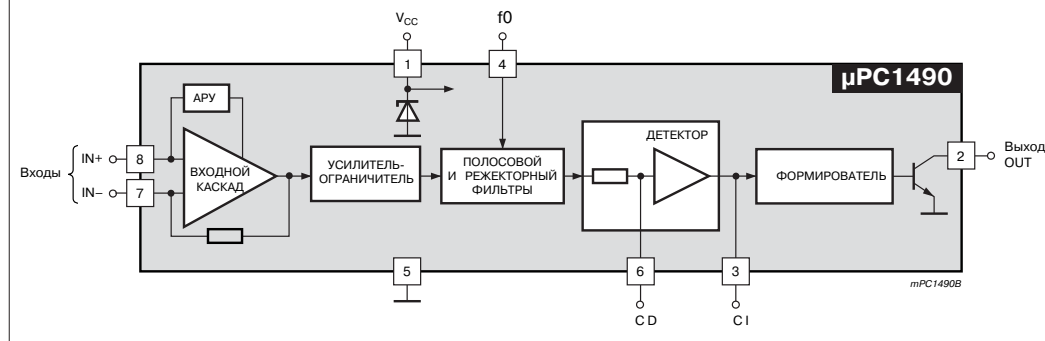 V_CC
f0
1
4
µPC1490
АРУ
ДЕТЕКТОР
Входы
IN+
8
IN–
7
ВХОДНОЙ
КАСКАД
УСИЛИТЕЛЬ-
ОГРАНИЧИТЕЛЬ
ПОЛОСОВОЙ
И РЕЖЕКТОРНЫЙ
ФИЛЬТРЫ
ФОРМИРОВАТЕЛЬ
2
Выход
OUT
5
6
3
mPC1490B
C D
C I